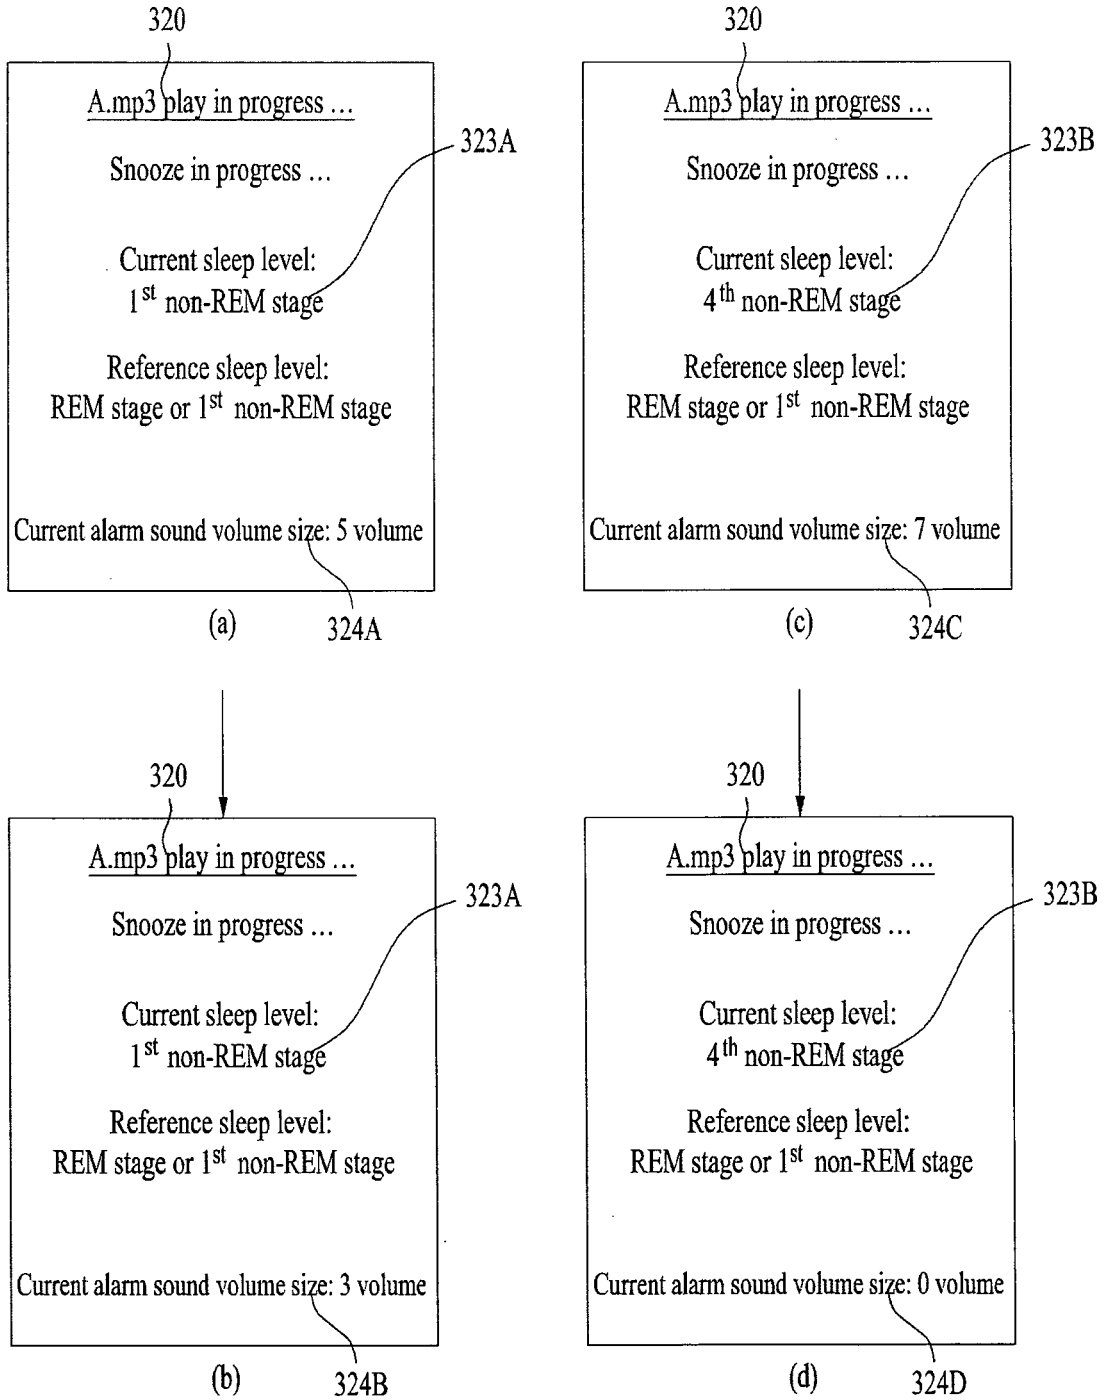 320
A.mp3 play in progress ...
323A
Snooze in progress ...
Current sleep level:
1st non-REM stage
Reference sleep level:
REM stage or 1st non-REM stage
Current alarm sound volume size: 5 volume
(a)
324A
320
A.mp3 play in progress ...
323B
Snooze in progress ...
Current sleep level:
4th non-REM stage
Reference sleep level:
REM stage or 1st non-REM stage
Current alarm sound volume size: 7 volume
(c)
324C
320
A.mp3 play in progress ...
323A
Snooze in progress ...
Current sleep level:
1st non-REM stage
Reference sleep level:
REM stage or 1st non-REM stage
Current alarm sound volume size: 3 volume
(b)
324B
320
A.mp3 play in progress ...
323B
Snooze in progress ...
Current sleep level:
4th non-REM stage
Reference sleep level:
REM stage or 1st non-REM stage
Current alarm sound volume size: 0 volume
(d)
324D